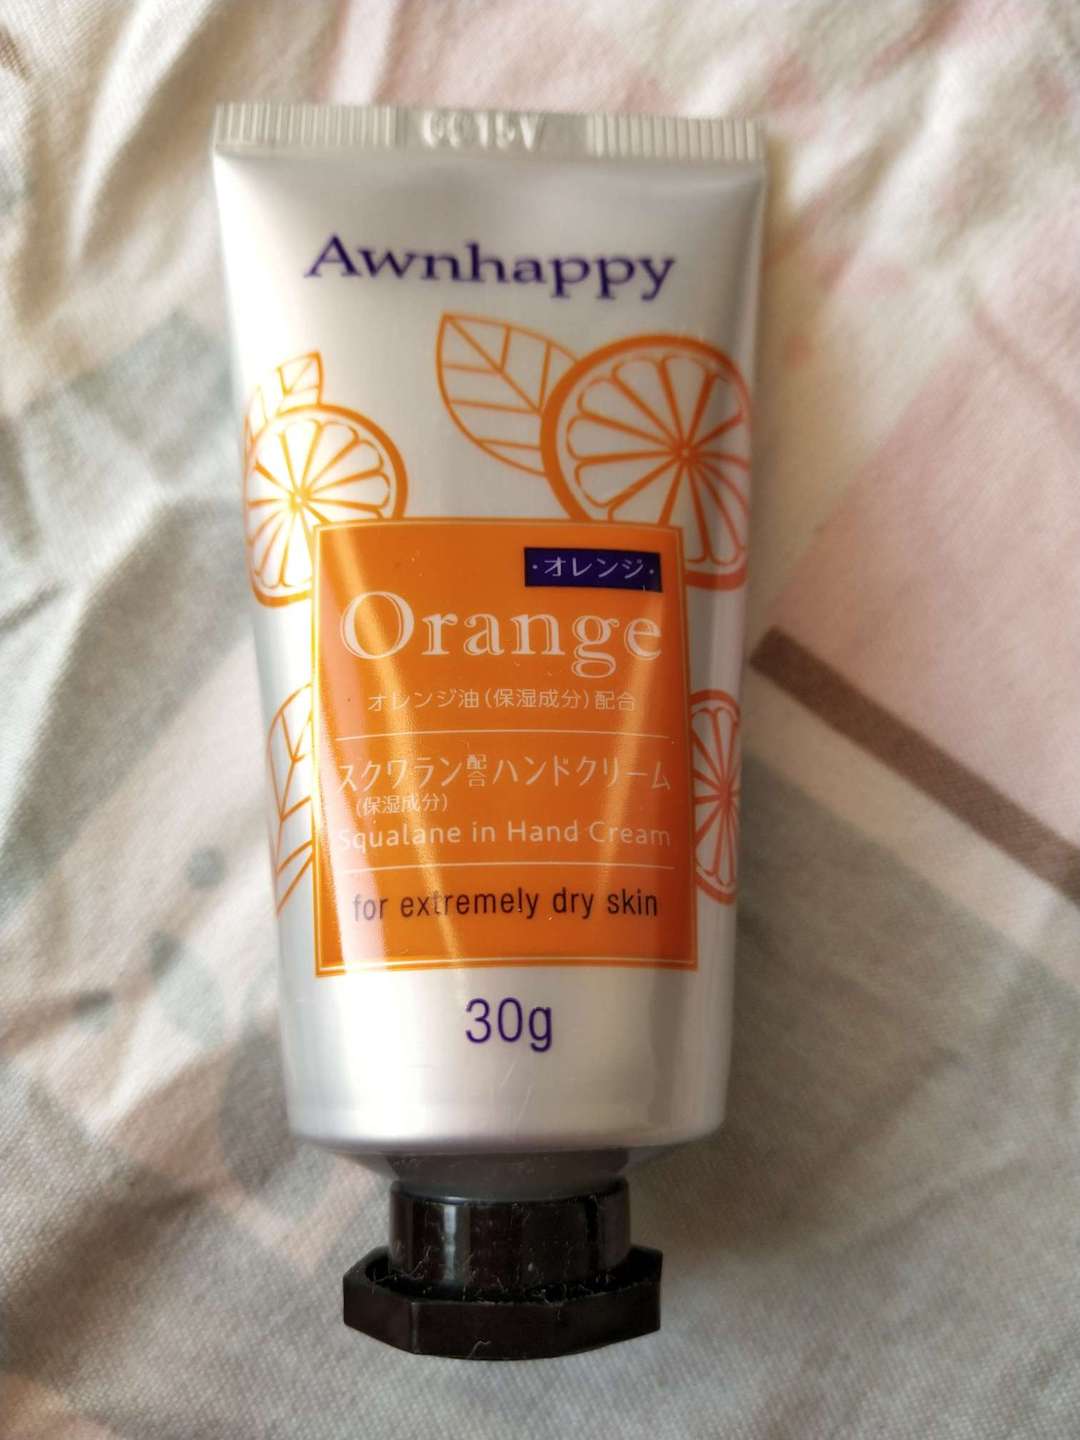 Awnhappy
・オレンジ・
Orange
オレンジ油(保湿成分)配合
スクワラン配合ハンドクリーム
(保湿成分)
Squalane in Hand Cream
for extremely dry skin
30g